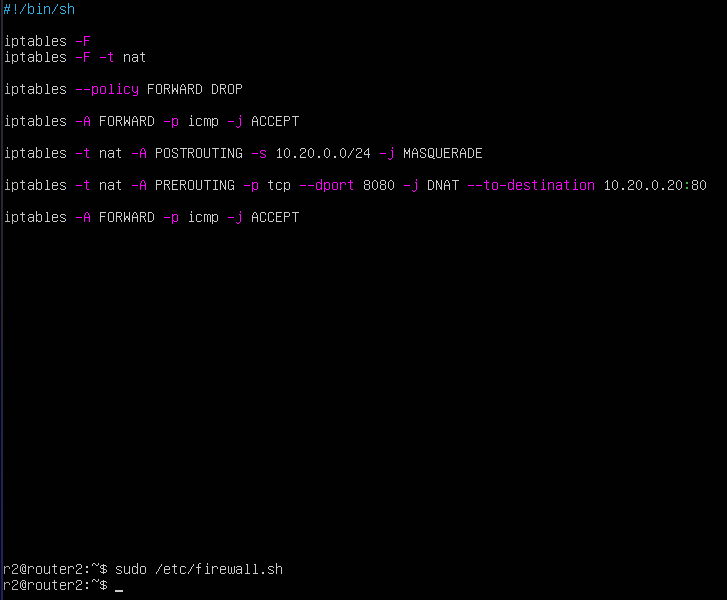 #!/bin/sh
iptables -F
iptables -F -t nat
iptables --policy FORWARD DROP
iptables -A FORWARD -p icmp -j ACCEPT
iptables -t nat -A POSTROUTING -s 10.20.0.0/24 -j MASQUERADE
iptables -t nat -A PREROUTING -p tcp --dport 8080 -j DNAT --to-destination 10.20.0.20:80
iptables -A FORWARD -p icmp -j ACCEPT
r2@router2:~$ sudo /etc/firewall.sh
r2@router2:~$ _